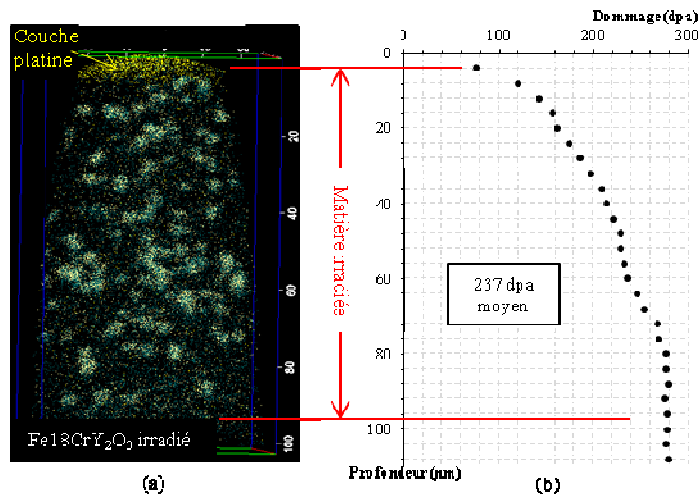 Couche
platine
20
40
60
80
100
Fe18CrY₂O₃ irradié
(a)
Matière irraciée
Dommage(dpa)
0
100
200
300
0
20
40
60
80
100
237 dpa
moyen
Profondeur(nm)
(b)